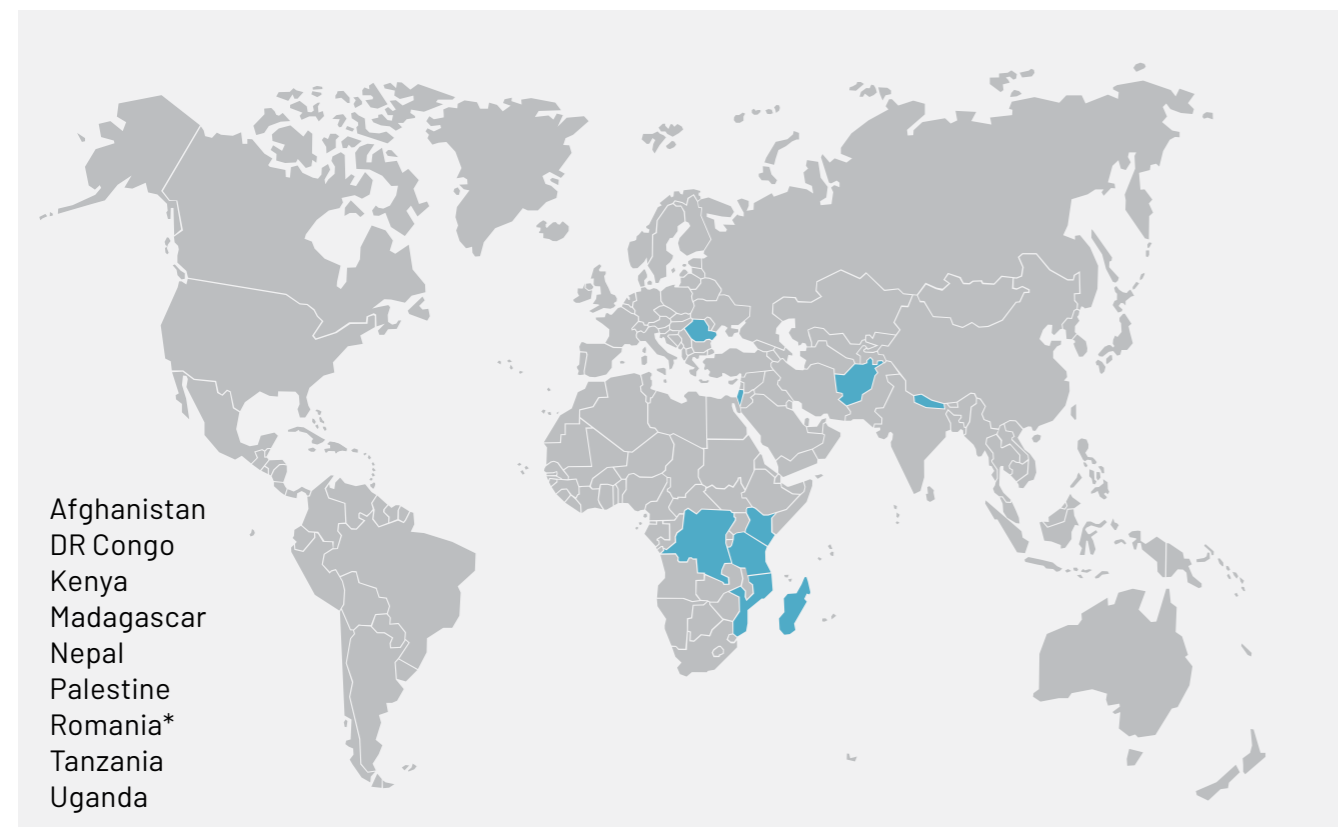 Afghanistan
DR Congo
Kenya
Madagascar
Nepal
Palestine
Romania*
Tanzania
Uganda